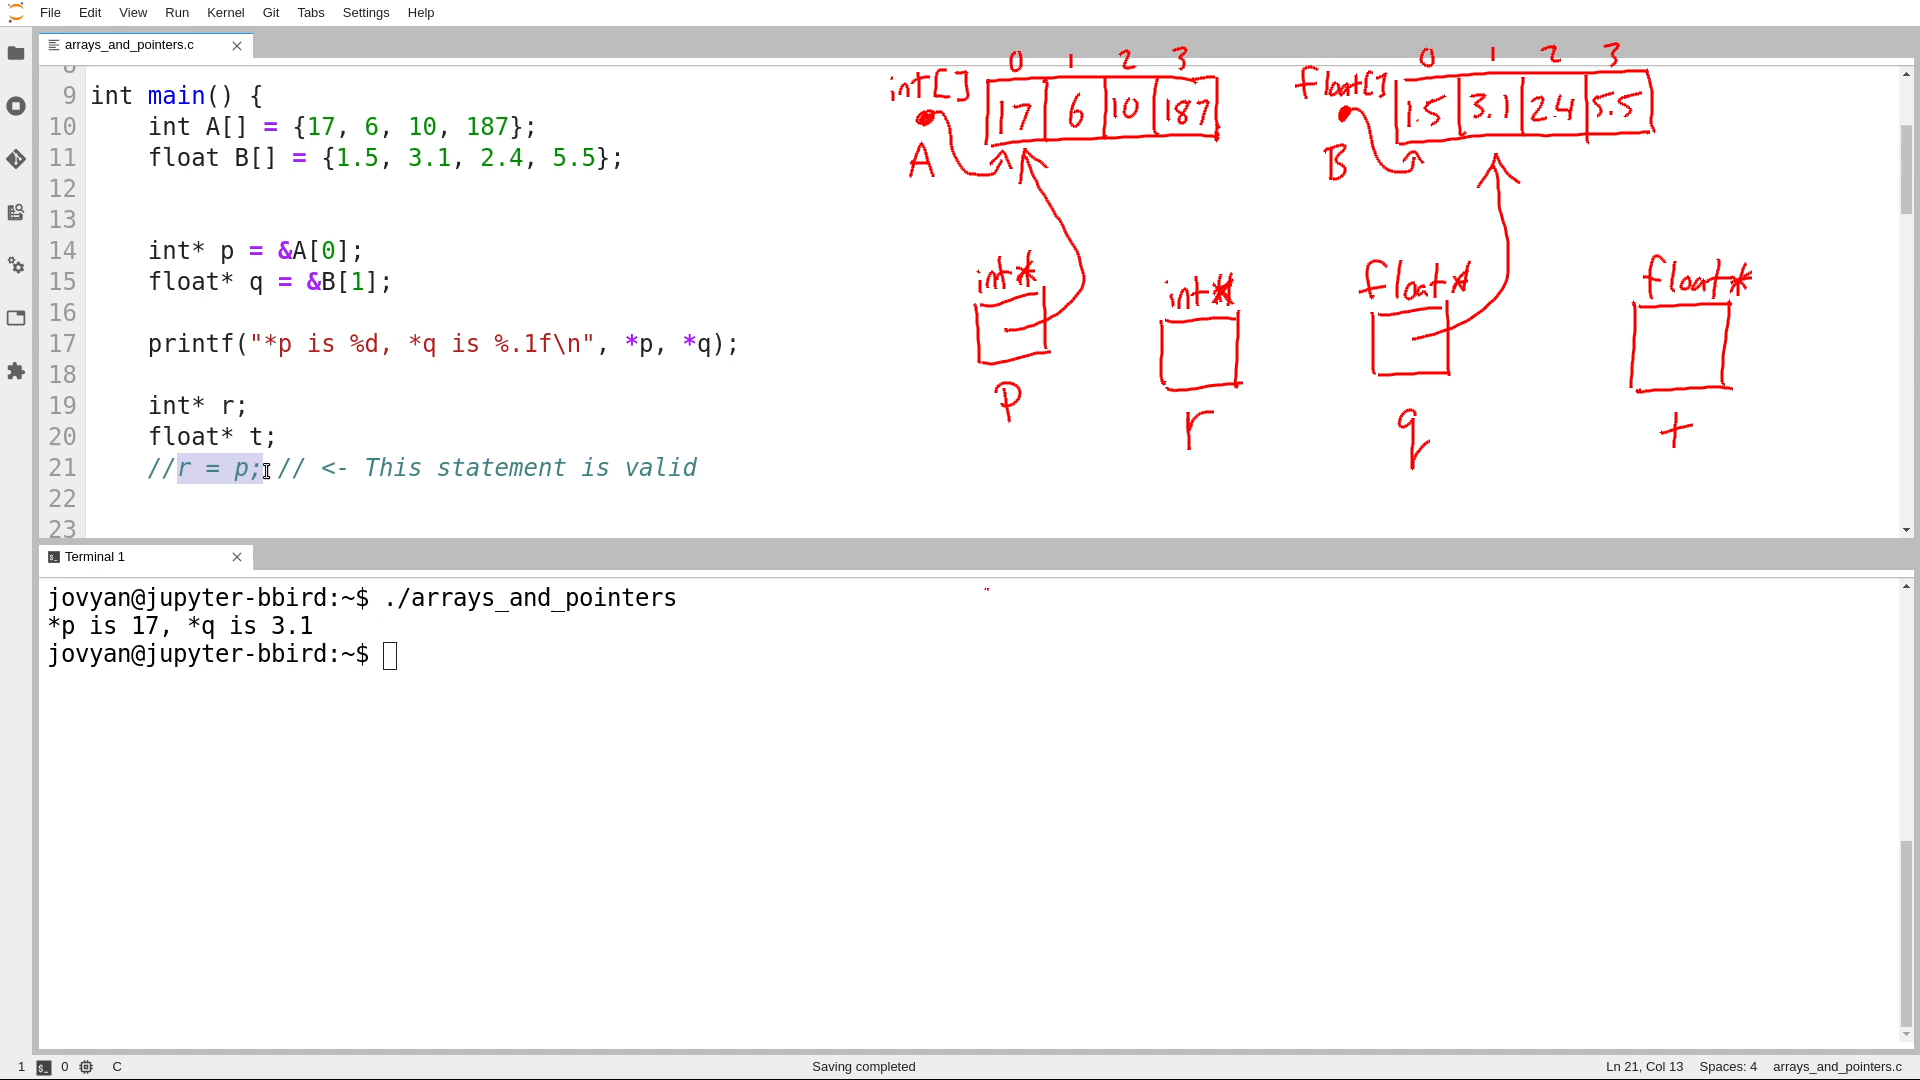 File Edit View Run Kernel Git Tabs Settings Help
arrays_and_pointers.c
8
9 int main() {
10 int A[] = {17, 6, 10, 187};
11 float B[] = {1.5, 3.1, 2.4, 5.5};
12
13
14 int* p = &A[0];
15 float* q = &B[1];
16
17 printf("*p is %d, *q is %.1f\n", *p, *q);
18
19 int* r;
20 float* t;
21 //r = p; // <- This statement is valid
22
23
0 1 2 3
int[] 17 6 10 187
A
0 1 2 3
float[] 1.5 3.1 2.4 5.5
B
int* int* float* float*
p r q t
Terminal 1
jovyan@jupyter-bbird:~$ ./arrays_and_pointers
*p is 17, *q is 3.1
jovyan@jupyter-bbird:~$
1 0 C Saving completed Ln 21, Col 13 Spaces: 4 arrays_and_pointers.c